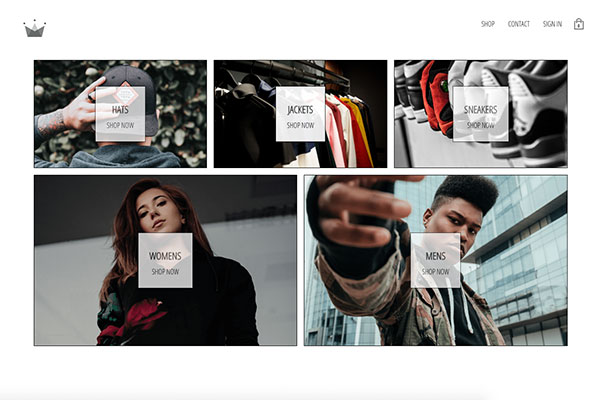 SHOP
CONTACT
SIGN IN
HATS
SHOP NOW
JACKETS
SHOP NOW
SNEAKERS
SHOP NOW
WOMENS
SHOP NOW
MENS
SHOP NOW